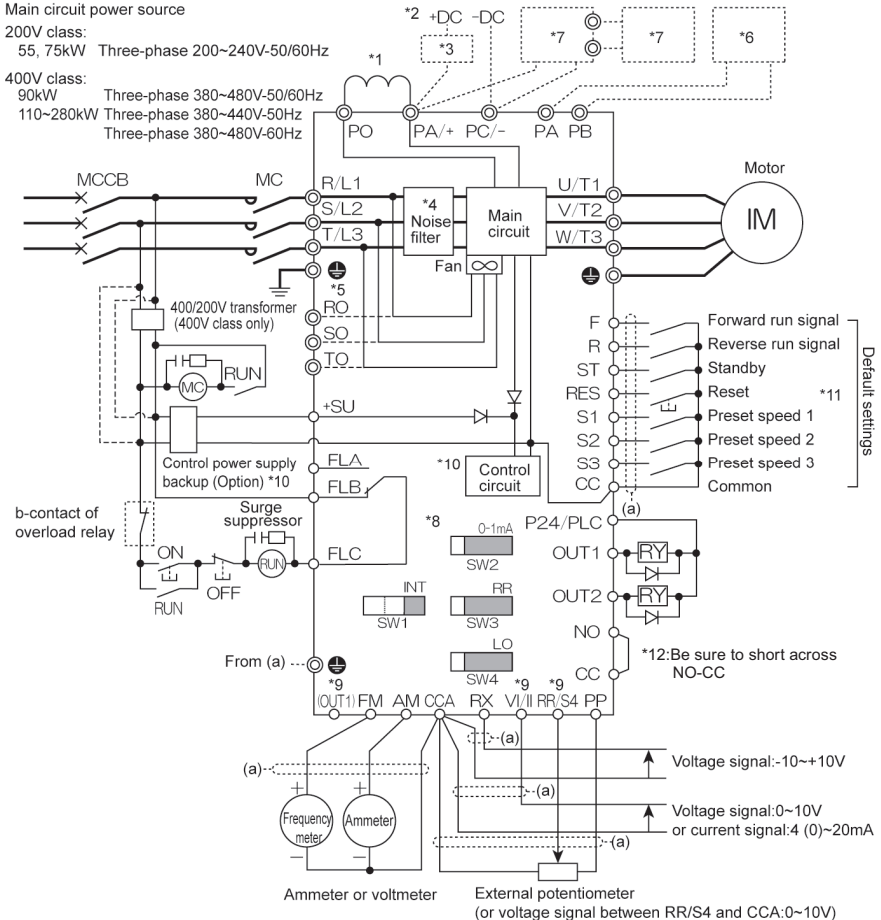 Main circuit power source
200V class:
55, 75kW Three-phase 200~240V-50/60Hz
400V class:
90kW Three-phase 380~480V-50/60Hz
110~280kW Three-phase 380~440V-50Hz
Three-phase 380~480V-60Hz
*1
*2 +DC -DC
*3
*7
*7
*6
PO
PA/+
PC/-
PA
PB
MCCB
MC
R/L1
S/L2
T/L3
*4
Noise
filter
Main
circuit
Fan
U/T1
V/T2
W/T3
Motor
IM
*5
RO
SO
TO
400/200V transformer
(400V class only)
MC
RUN
+SU
Control power supply
backup (Option) *10
FLA
FLB
FLC
*10
Control
circuit
b-contact of
overload relay
Surge
suppressor
ON
RUN
OFF
RUN
F
R
ST
RES
S1
S2
S3
CC
Forward run signal
Reverse run signal
Standby
Reset
Preset speed 1
Preset speed 2
Preset speed 3
Common
*11
Default settings
(a)
*8
0-1mA
SW2
INT
SW1
RR
SW3
LO
SW4
P24/PLC
OUT1
RY
OUT2
RY
NO
CC
*12:Be sure to short across
NO-CC
From (a)
*9 *9 *9
(OUT1) FM AM CCA RX VI/II RR/S4 PP
(a)
(a)
(a)
(a)
Voltage signal:-10~+10V
Voltage signal:0~10V
or current signal:4 (0)~20mA
+
Frequency
meter
−
+
Ammeter
−
Ammeter or voltmeter
External potentiometer
(or voltage signal between RR/S4 and CCA:0~10V)